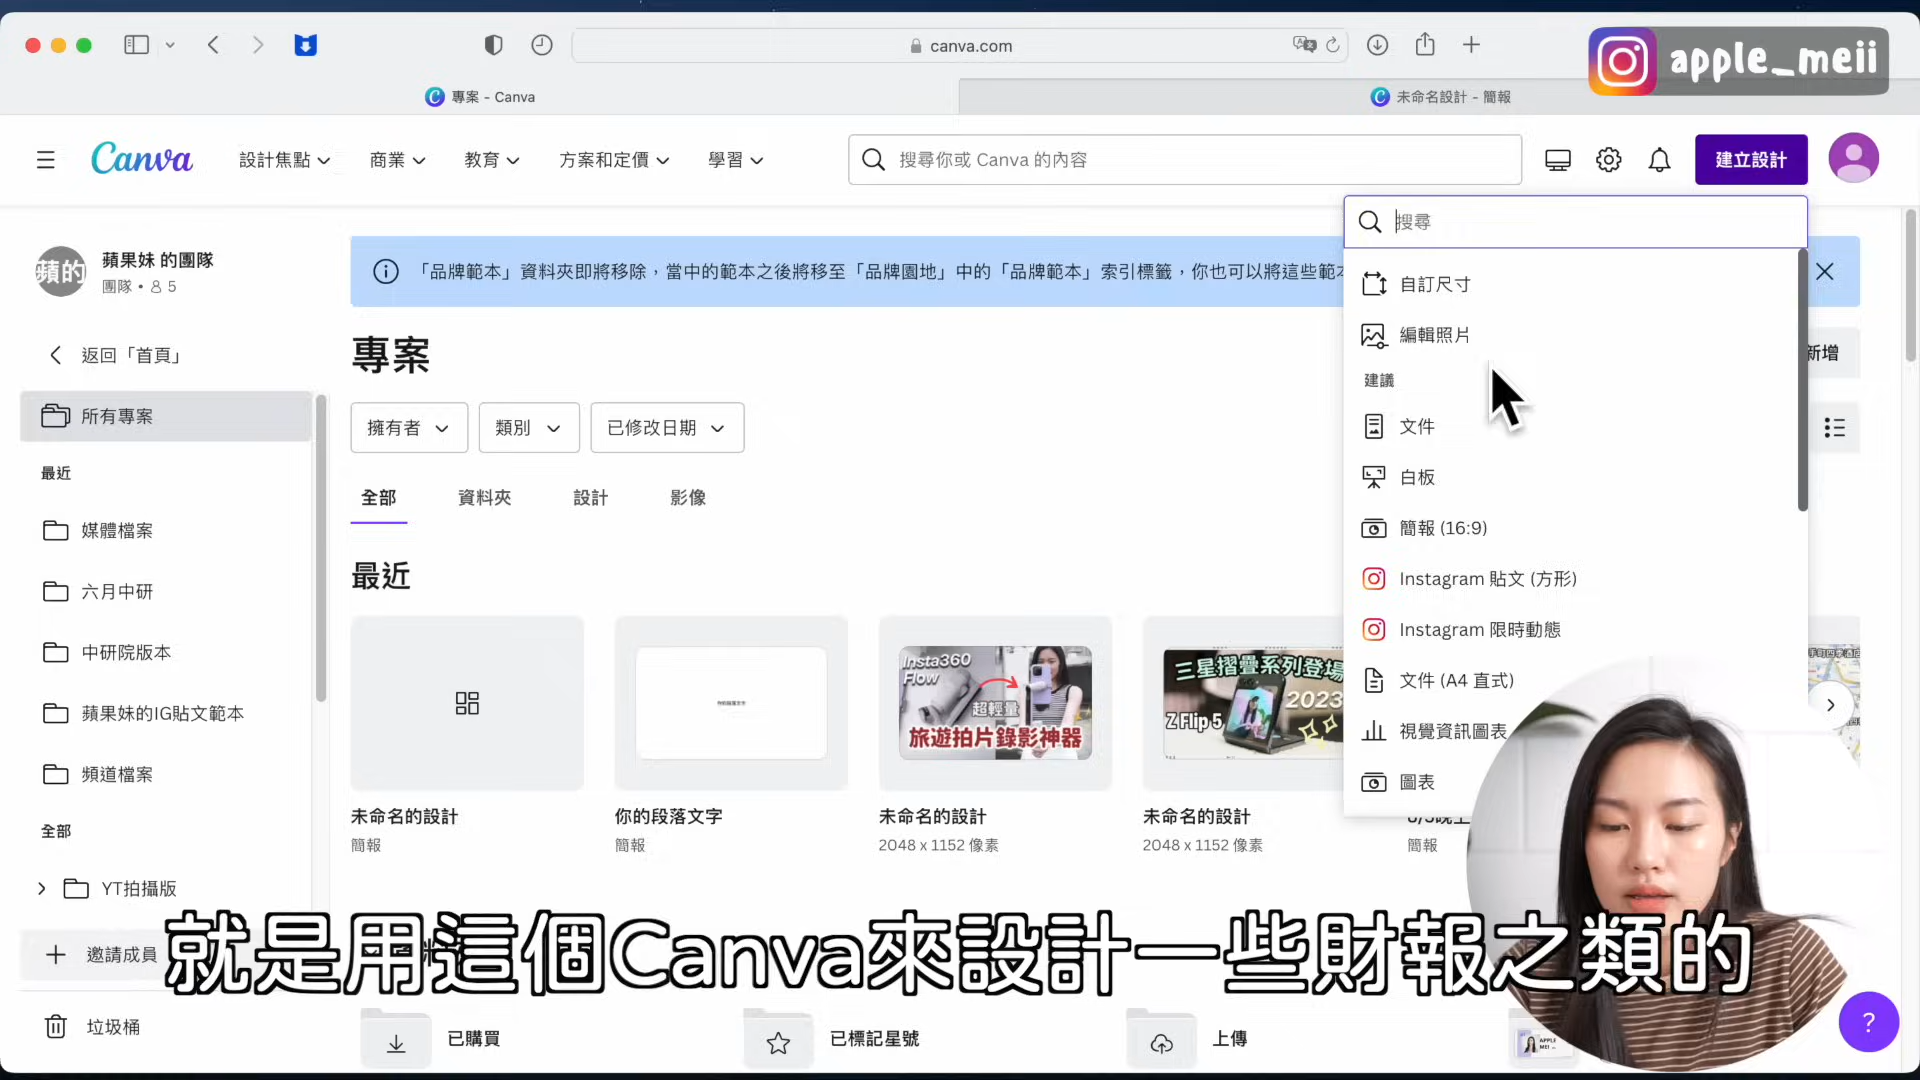 canva.com
apple_meii
專案 - Canva
未命名設計 - 簡報
Canva
設計焦點
商業
教育
方案和定價
學習
搜尋你或 Canva 的內容
建立設計
搜尋
蘋的
蘋果妹 的團隊
團隊 • 5
「品牌範本」資料夾即將移除，當中的範本之後將移至「品牌園地」中的「品牌範本」索引標籤，你也可以將這些範本
自訂尺寸
編輯照片
建議
文件
白板
簡報 (16:9)
Instagram 貼文 (方形)
Instagram 限時動態
文件 (A4 直式)
視覺資訊圖表
圖表
返回「首頁」
專案
新增
所有專案
擁有者
類別
已修改日期
最近
全部
資料夾
設計
影像
媒體檔案
六月中研
中研院版本
蘋果妹的IG貼文範本
頻道檔案
全部
YT拍攝版
邀請成員
垃圾桶
最近
你的段落文字
Insta360
Flow
超輕量
旅遊拍片錄影神器
三星摺疊系列登場
2023
Z Flip 5
未命名的設計
簡報
你的段落文字
簡報
未命名的設計
2048 x 1152 像素
未命名的設計
2048 x 1152 像素
簡報
就是用這個Canva來設計一些財報之類的
已購買
已標記星號
上傳
APPLE
MEI
?